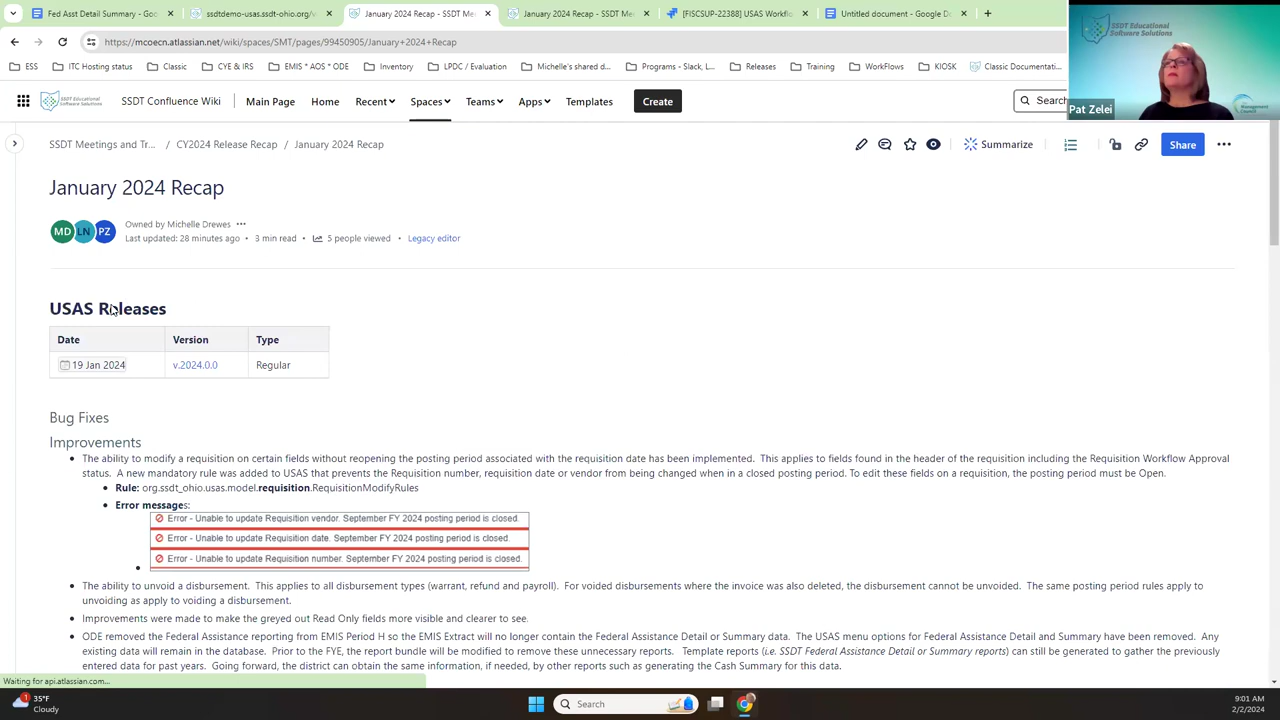 Fed Asst Detail Summary - Goo
ssdtdemo-usas.ssdt-ohio.org/v
January 2024 Recap - SSDT Me
January 2024 Recap - SSDT Me
[FISCSUP-22388] USAS Workflo
Untitled document - Google D
https://mcoecn.atlassian.net/wiki/spaces/SMT/pages/99450905/January+2024+Recap
ESS
ITC Hosting status
Classic
CYE & IRS
EMIS * AOS * ODE
Inventory
LPDC / Evaluation
Michelle's shared d...
Programs - Slack, L...
Releases
Training
WorkFlows
KIOSK
Classic Documentati...
SSDT Educational
Software Solutions
Pat Zelei
Management
Council
SSDT Educational
Software Solutions
SSDT Confluence Wiki
Main Page
Home
Recent
Spaces
Teams
Apps
Templates
Create
Search
SSDT Meetings and Tr... / CY2024 Release Recap / January 2024 Recap
Summarize
Share
January 2024 Recap
MD LN PZ
Owned by Michelle Drewes
Last updated: 28 minutes ago • 3 min read • 5 people viewed • Legacy editor
USAS Releases
Date Version Type
19 Jan 2024 v.2024.0.0 Regular
Bug Fixes
Improvements
• The ability to modify a requisition on certain fields without reopening the posting period associated with the requisition date has been implemented. This applies to fields found in the header of the requisition including the Requisition Workflow Approval
status. A new mandatory rule was added to USAS that prevents the Requisition number, requisition date or vendor from being changed when in a closed posting period. To edit these fields on a requisition, the posting period must be Open.
• Rule: org.ssdt_ohio.usas.model.requisition.RequisitionModifyRules
• Error messages:
Error - Unable to update Requisition vendor. September FY 2024 posting period is closed.
Error - Unable to update Requisition date. September FY 2024 posting period is closed.
Error - Unable to update Requisition number. September FY 2024 posting period is closed.
• The ability to unvoid a disbursement. This applies to all disbursement types (warrant, refund and payroll). For voided disbursements where the invoice was also deleted, the disbursement cannot be unvoided. The same posting period rules apply to
unvoiding as apply to voiding a disbursement.
• Improvements were made to make the greyed out Read Only fields more visible and clearer to see.
• ODE removed the Federal Assistance reporting from EMIS Period H so the EMIS Extract will no longer contain the Federal Assistance Detail or Summary data. The USAS menu options for Federal Assistance Detail and Summary have been removed. Any
existing data will remain in the database. Prior to the FYE, the report bundle will be modified to remove these unnecessary reports. Template reports (i.e. SSDT Federal Assistance Detail or Summary reports) can still be generated to gather the previously
entered data for past years. Going forward, the district can obtain the same information, if needed, by other reports such as generating the Cash Summary for this data.
Waiting for api.atlassian.com...
1
35°F
Cloudy
Search
9:01 AM
2/2/2024